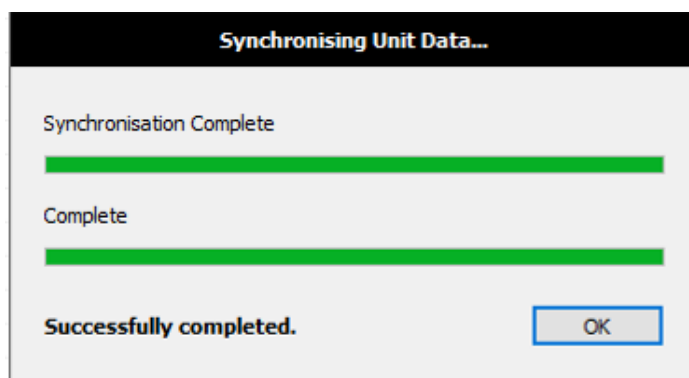 Synchronising Unit Data...
Synchronisation Complete
Complete
Successfully completed.
OK